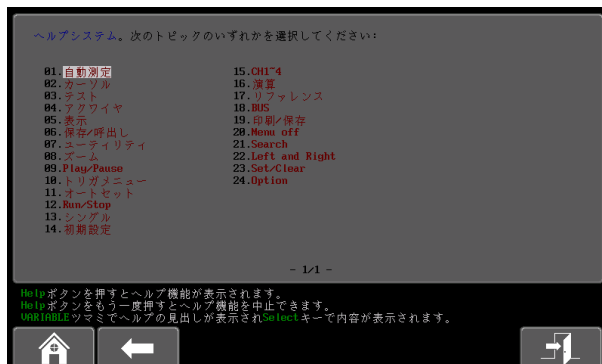 ヘルプシステム。次のトピックのいずれかを選択してください:
01.自動測定
02.カーソル
03.テスト
04.アクワイヤ
05.表示
06.保存/呼出し
07.ユーティリティ
08.ズーム
09.Play/Pause
10.トリガメニュー
11.オートセット
12.Run/Stop
13.シングル
14.初期設定
15.CH1~4
16.演算
17.リファレンス
18.BUS
19.印刷/保存
20.Menu off
21.Search
22.Left and Right
23.Set/Clear
24.Option
- 1/1 -
Helpボタンを押すとヘルプ機能が表示されます。
Helpボタンをもう一度押すとヘルプ機能を中止できます。
VARIABLEツマミでヘルプの見出しが表示されSelectキーで内容が表示されます。